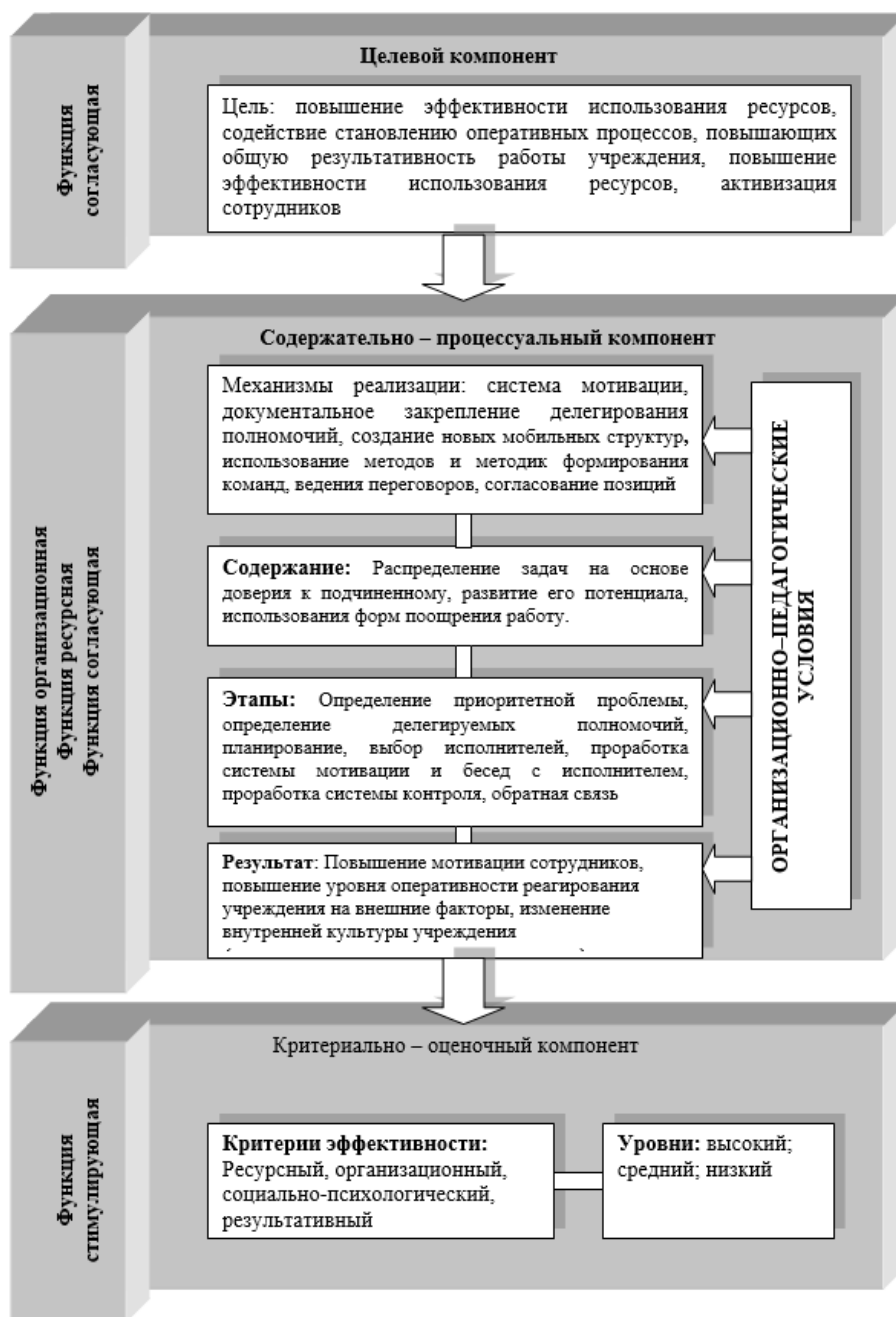 Функция
согласующая
Целевой компонент
Цель: повышение эффективности использования ресурсов,
содействие становлению оперативных процессов, повышающих
общую результативность работы учреждения, повышение
эффективности использования ресурсов, активизация
сотрудников
Функция организационная
Функция ресурсная
Функция согласующая
Содержательно – процессуальный компонент
Механизмы реализации: система мотивации,
документальное закрепление делегирования
полномочий, создание новых мобильных структур,
использование методов и методик формирования
команд, ведения переговоров, согласование позиций
Содержание: Распределение задач на основе
доверия к подчиненному, развитие его потенциала,
использования форм поощрения работу.
Этапы: Определение приоритетной проблемы,
определение делегируемых полномочий,
планирование, выбор исполнителей, проработка
системы мотивации и бесед с исполнителем,
проработка системы контроля, обратная связь
Результат: Повышение мотивации сотрудников,
повышение уровня оперативности реагирования
учреждения на внешние факторы, изменение
внутренней культуры учреждения
ОРГАНИЗАЦИОННО–ПЕДАГОГИЧЕСКИЕ
УСЛОВИЯ
Функция
стимулирующая
Критериально – оценочный компонент
Критерии эффективности:
Ресурсный, организационный,
социально-психологический,
результативный
Уровни: высокий;
средний; низкий